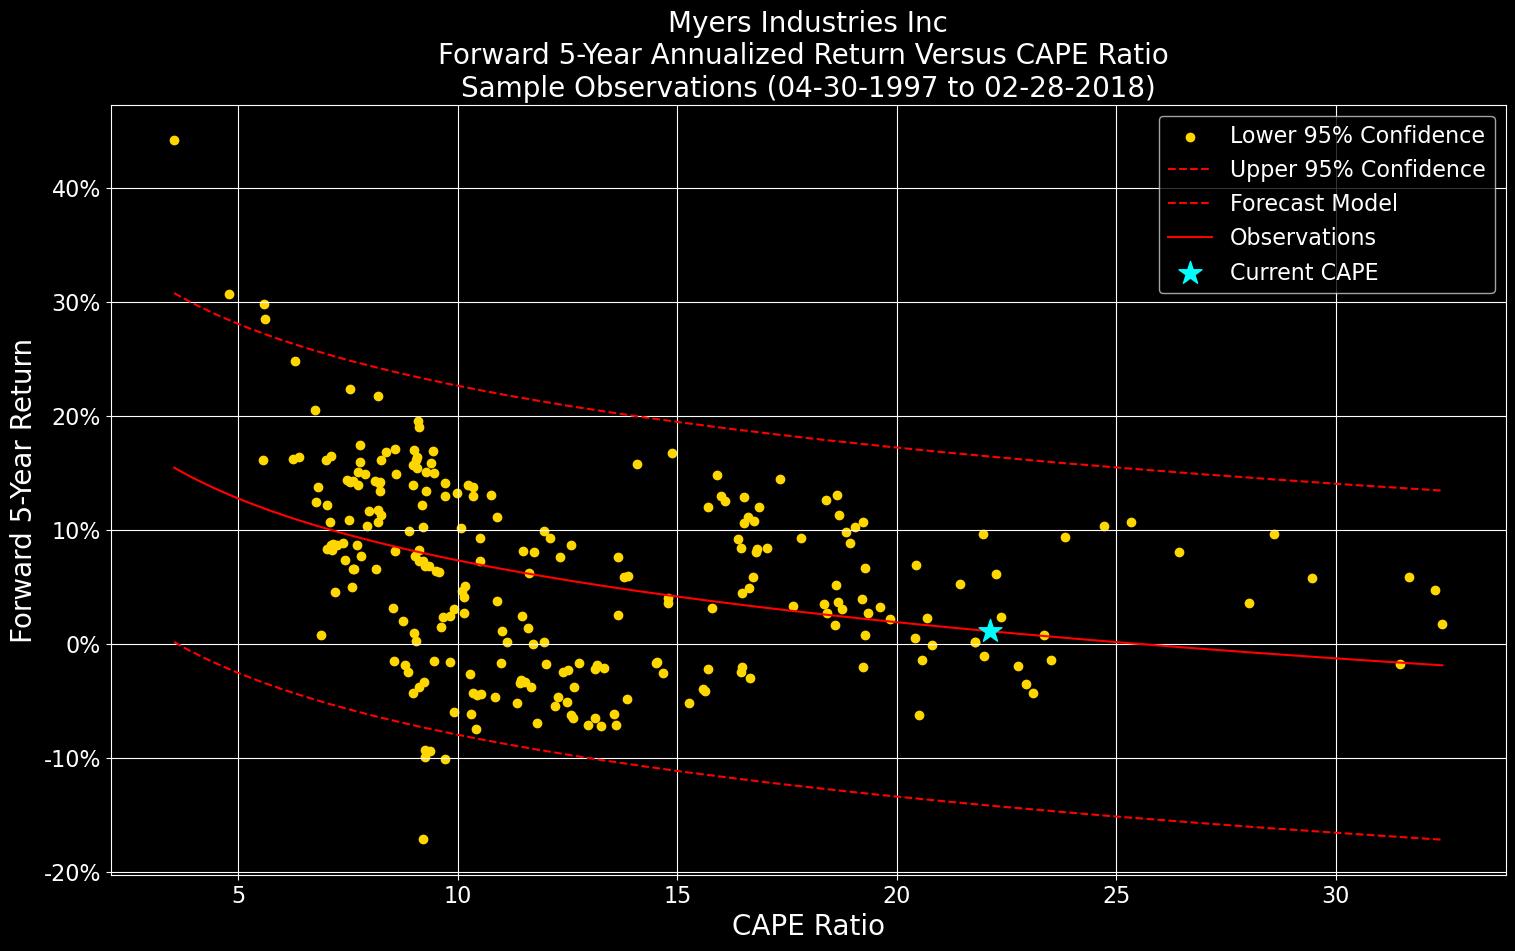 Myers Industries Inc
Forward 5-Year Annualized Return Versus CAPE Ratio
Sample Observations (04-30-1997 to 02-28-2018)
Lower 95% Confidence
Upper 95% Confidence
Forecast Model
Observations
Current CAPE
Forward 5-Year Return
40%
30%
20%
10%
0%
-10%
-20%
5 10 15 20 25 30
CAPE Ratio